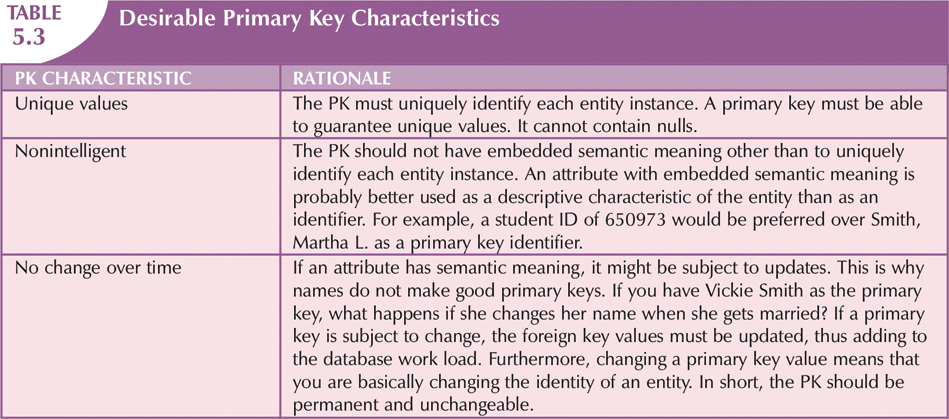 TABLE
5.3
Desirable Primary Key Characteristics
PK CHARACTERISTIC
RATIONALE
Unique values
The PK must uniquely identify each entity instance. A primary key must be able
to guarantee unique values. It cannot contain nulls.
Nonintelligent
The PK should not have embedded semantic meaning other than to uniquely
identify each entity instance. An attribute with embedded semantic meaning is
probably better used as a descriptive characteristic of the entity than as an
identifier. For example, a student ID of 650973 would be preferred over Smith,
Martha L. as a primary key identifier.
No change over time
If an attribute has semantic meaning, it might be subject to updates. This is why
names do not make good primary keys. If you have Vickie Smith as the primary
key, what happens if she changes her name when she gets married? If a primary
key is subject to change, the foreign key values must be updated, thus adding to
the database work load. Furthermore, changing a primary key value means that
you are basically changing the identity of an entity. In short, the PK should be
permanent and unchangeable.